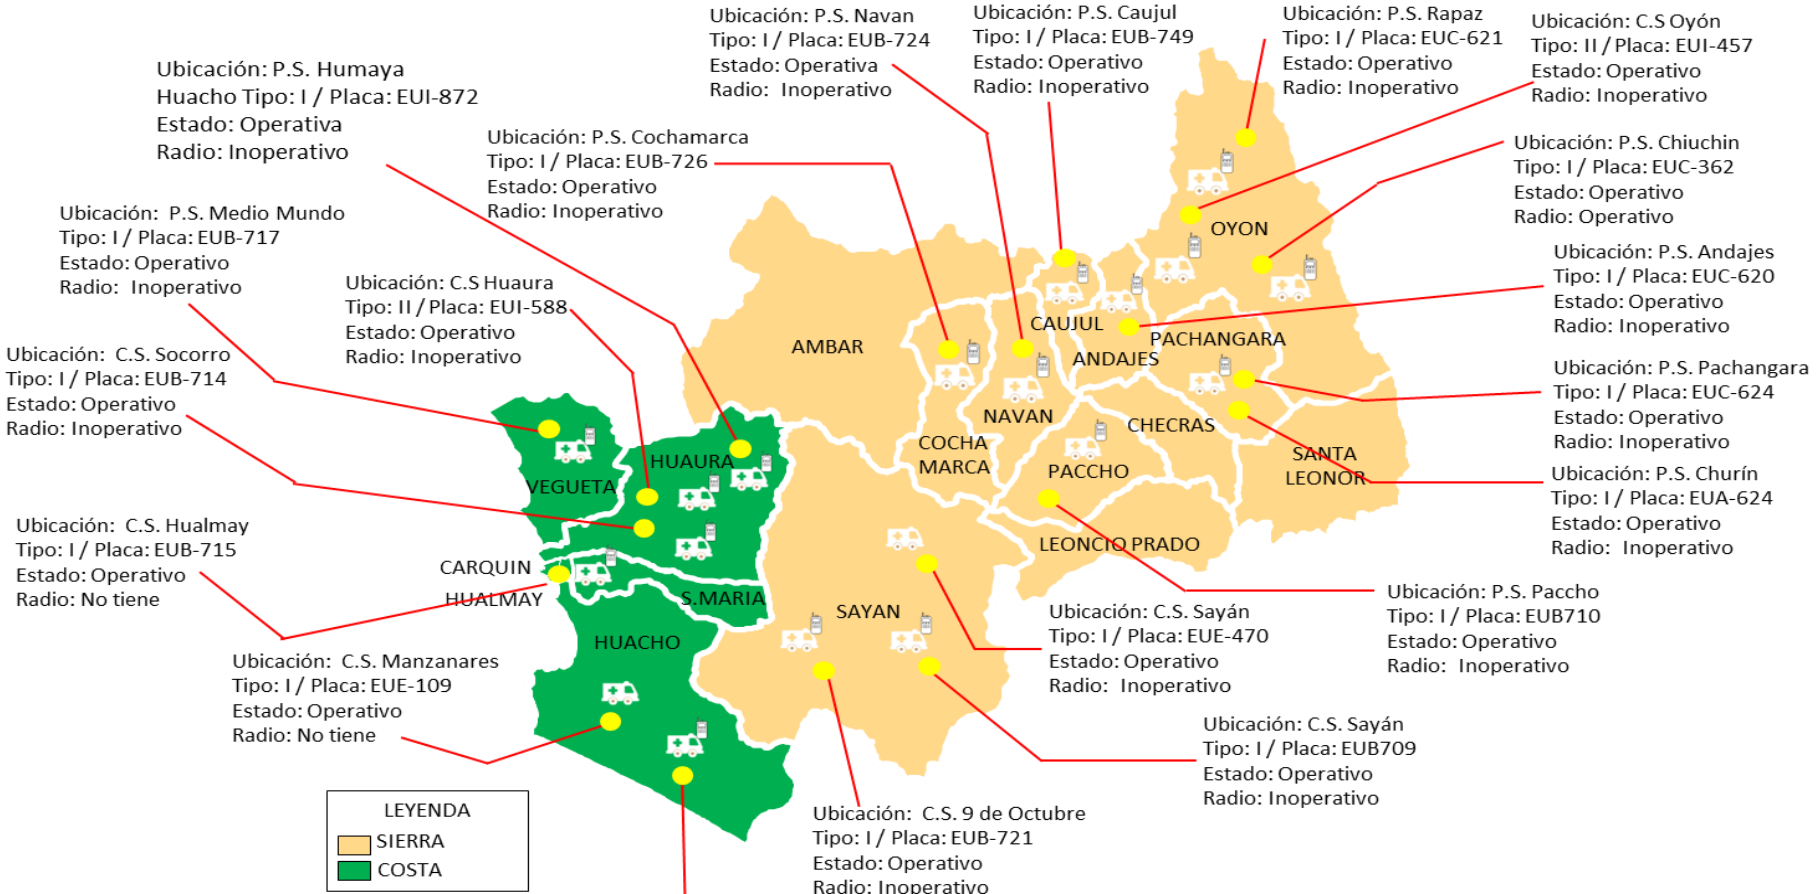 Ubicación: P.S. Humaya
Huacho Tipo: I / Placa: EUI-872
Estado: Operativa
Radio: Inoperativo
Ubicación: P.S. Navan
Tipo: I / Placa: EUB-724
Estado: Operativa
Radio: Inoperativo
Ubicación: P.S. Caujul
Tipo: I / Placa: EUB-749
Estado: Operativo
Radio: Inoperativo
Ubicación: P.S. Rapaz
Tipo: I / Placa: EUC-621
Estado: Operativo
Radio: Inoperativo
Ubicación: C.S Oyón
Tipo: II / Placa: EUI-457
Estado: Operativo
Radio: Inoperativo
Ubicación: P.S. Cochamarca
Tipo: I / Placa: EUB-726
Estado: Operativo
Radio: Inoperativo
Ubicación: P.S. Chiuchin
Tipo: I / Placa: EUC-362
Estado: Operativo
Radio: Operativo
Ubicación: P.S. Medio Mundo
Tipo: I / Placa: EUB-717
Estado: Operativo
Radio: Inoperativo
Ubicación: C.S Huaura
Tipo: II / Placa: EUI-588
Estado: Operativo
Radio: Inoperativo
Ubicación: P.S. Andajes
Tipo: I / Placa: EUC-620
Estado: Operativo
Radio: Inoperativo
Ubicación: C.S. Socorro
Tipo: I / Placa: EUB-714
Estado: Operativo
Radio: Inoperativo
Ubicación: P.S. Pachangara
Tipo: I / Placa: EUC-624
Estado: Operativo
Radio: Inoperativo
Ubicación: P.S. Churín
Tipo: I / Placa: EUA-624
Estado: Operativo
Radio: Inoperativo
Ubicación: C.S. Hualmay
Tipo: I / Placa: EUB-715
Estado: Operativo
Radio: No tiene
Ubicación: P.S. Paccho
Tipo: I / Placa: EUB710
Estado: Operativo
Radio: Inoperativo
Ubicación: C.S. Sayán
Tipo: I / Placa: EUE-470
Estado: Operativo
Radio: Inoperativo
Ubicación: C.S. Manzanares
Tipo: I / Placa: EUE-109
Estado: Operativo
Radio: No tiene
Ubicación: C.S. Sayán
Tipo: I / Placa: EUB709
Estado: Operativo
Radio: Inoperativo
Ubicación: C.S. 9 de Octubre
Tipo: I / Placa: EUB-721
Estado: Operativo
Radio: Inoperativo
OYON
AMBAR
CAUJUL
PACHANGARA
ANDAJES
NAVAN
CHECRAS
COCHA
MARCA
PACCHO
SANTA
LEONOR
HUAURA
VEGUETA
LEONCIO PRADO
CARQUIN
HUALMAY
S.MARIA
SAYAN
HUACHO
LEYENDA
SIERRA
COSTA